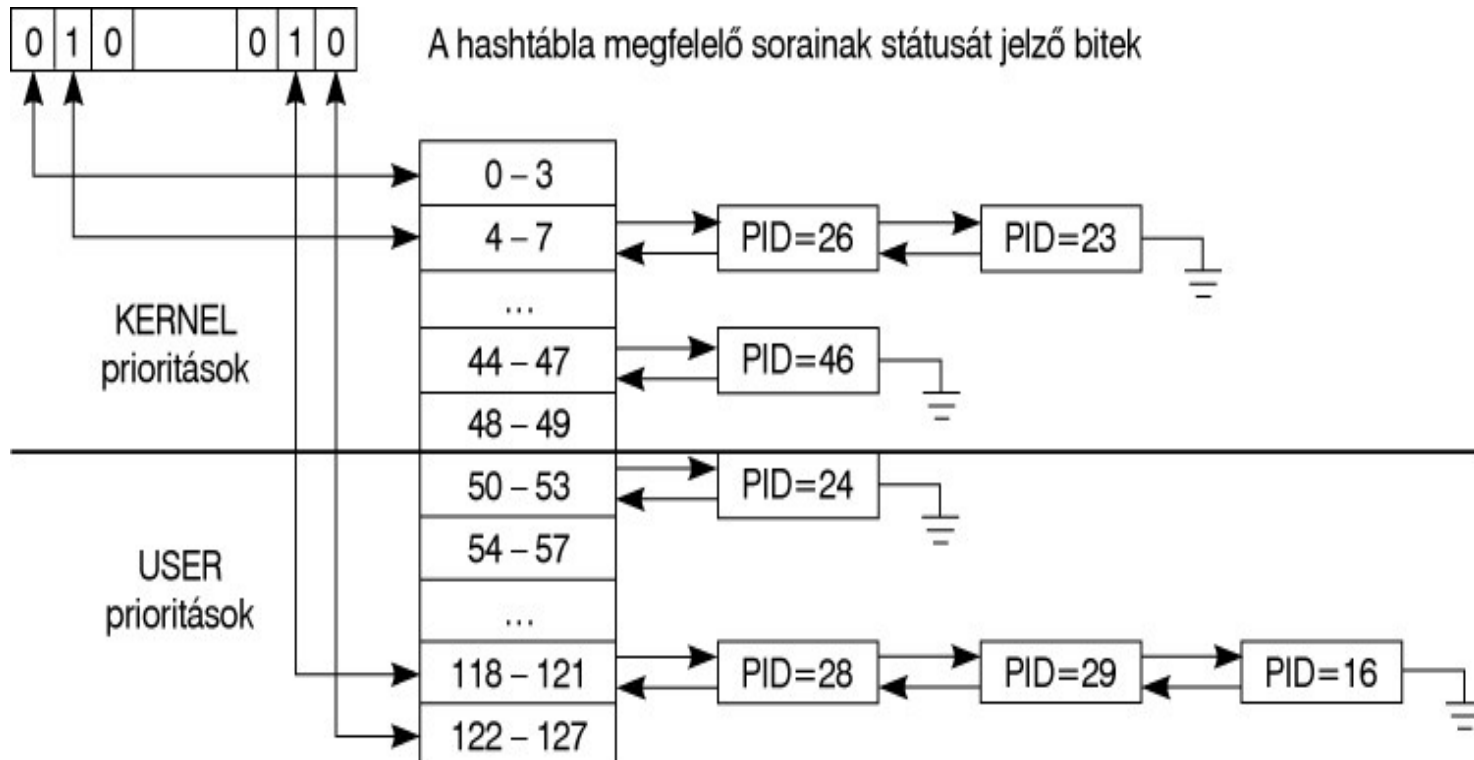 0 1 0 0 1 0 A hashtábla megfelelő sorainak státusát jelző bitek
0 – 3
4 – 7 PID=26 PID=23
...
KERNEL
prioritások
44 – 47 PID=46
48 – 49
50 – 53 PID=24
54 – 57
USER
prioritások
...
118 – 121 PID=28 PID=29 PID=16
122 – 127